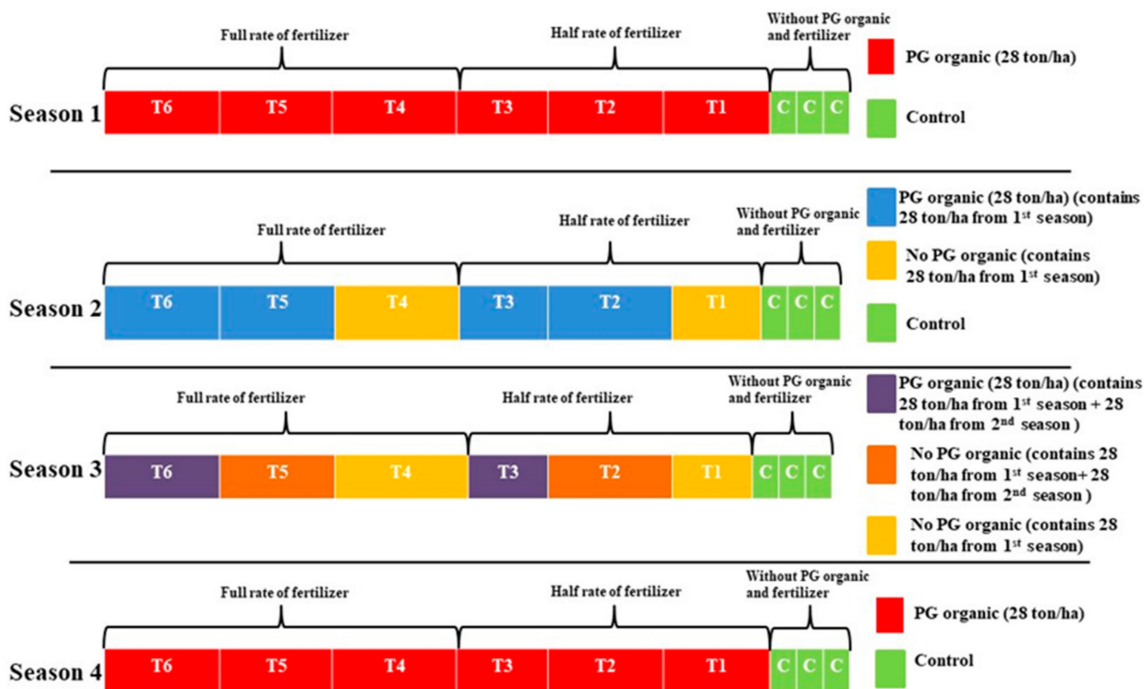 Full rate of fertilizer
Half rate of fertilizer
Without PG organic
and fertilizer
Season 1
T6 T5 T4 T3 T2 T1 C C C
PG organic (28 ton/ha)
Control
Full rate of fertilizer
Half rate of fertilizer
Without PG organic
and fertilizer
Season 2
T6 T5 T4 T3 T2 T1 C C C
PG organic (28 ton/ha) (contains
28 ton/ha from 1st season)
No PG organic (contains
28 ton/ha from 1st season)
Control
Full rate of fertilizer
Half rate of fertilizer
Without PG organic
and fertilizer
Season 3
T6 T5 T4 T3 T2 T1 C C C
PG organic (28 ton/ha) (contains
28 ton/ha from 1st season + 28
ton/ha from 2nd season )
No PG organic (contains 28
ton/ha from 1st season+ 28
ton/ha from 2nd season )
No PG organic (contains 28
ton/ha from 1st season)
Full rate of fertilizer
Half rate of fertilizer
Without PG organic
and fertilizer
Season 4
T6 T5 T4 T3 T2 T1 C C C
PG organic (28 ton/ha)
Control